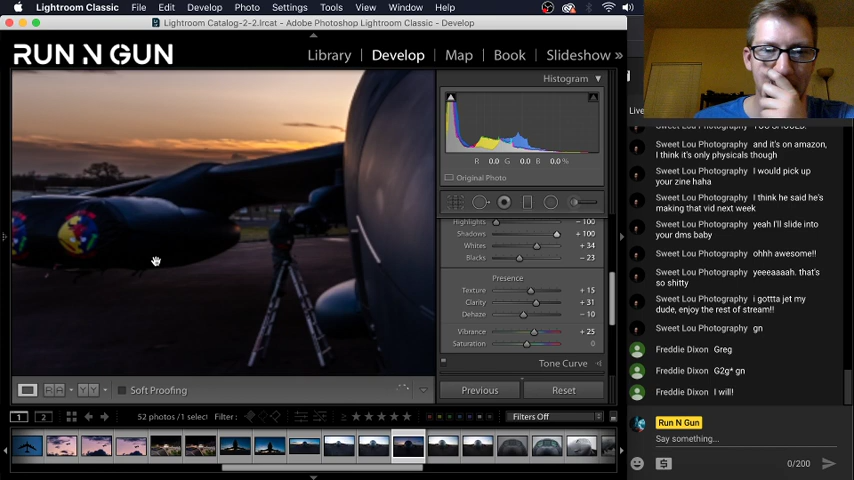 Lightroom Classic File Edit Develop Photo Settings Tools View Window Help
Lightroom Catalog-2-2.lrcat - Adobe Photoshop Lightroom Classic - Develop
RUN N GUN
Library | Develop | Map | Book | Slideshow »
Histogram
R 0.0 G 0.0 B 0.0 %
Original Photo
Highlights - 100
Shadows + 100
Whites + 34
Blacks - 23
Presence
Texture + 15
Clarity + 31
Dehaze - 10
Vibrance + 25
Saturation 0
Tone Curve
Previous Reset
Soft Proofing
1 2 52 photos /1 select Filter: Filters Off
Live
YOU SHOULD.
Sweet Lou Photography and it's on amazon,
I think it's only physicals though
Sweet Lou Photography I would pick up
your zine haha
Sweet Lou Photography I think he said he's
making that vid next week
Sweet Lou Photography yeah I'll slide into
your dms baby
Sweet Lou Photography ohhh awesome!!
Sweet Lou Photography yeeeeaaah. that's
so shitty
Sweet Lou Photography i gottta jet my
dude, enjoy the rest of stream!!
Sweet Lou Photography gn
Freddie Dixon Greg
Freddie Dixon G2g* gn
Freddie Dixon I will!
Run N Gun
Say something...
0/200